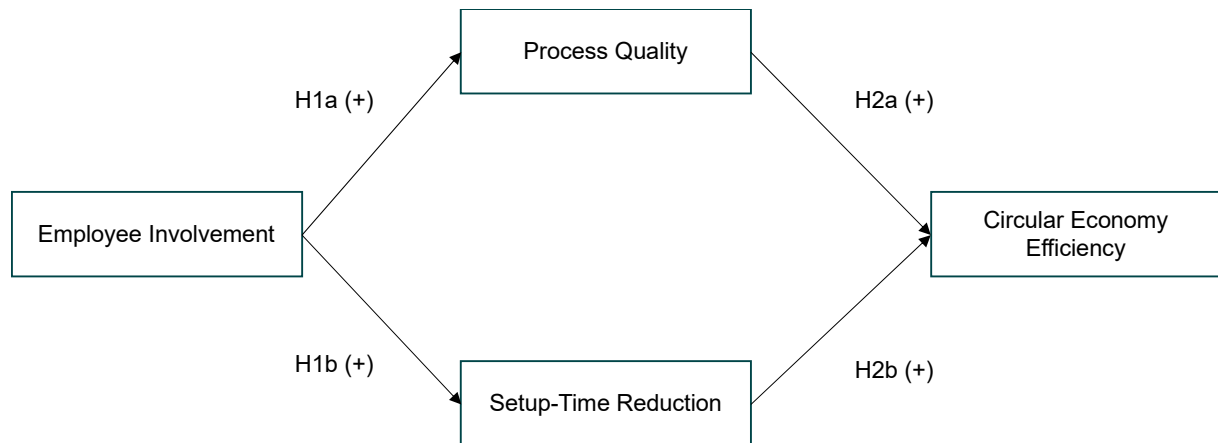 Process Quality
H1a (+)
H2a (+)
Employee Involvement
Circular Economy
Efficiency
H1b (+)
H2b (+)
Setup-Time Reduction